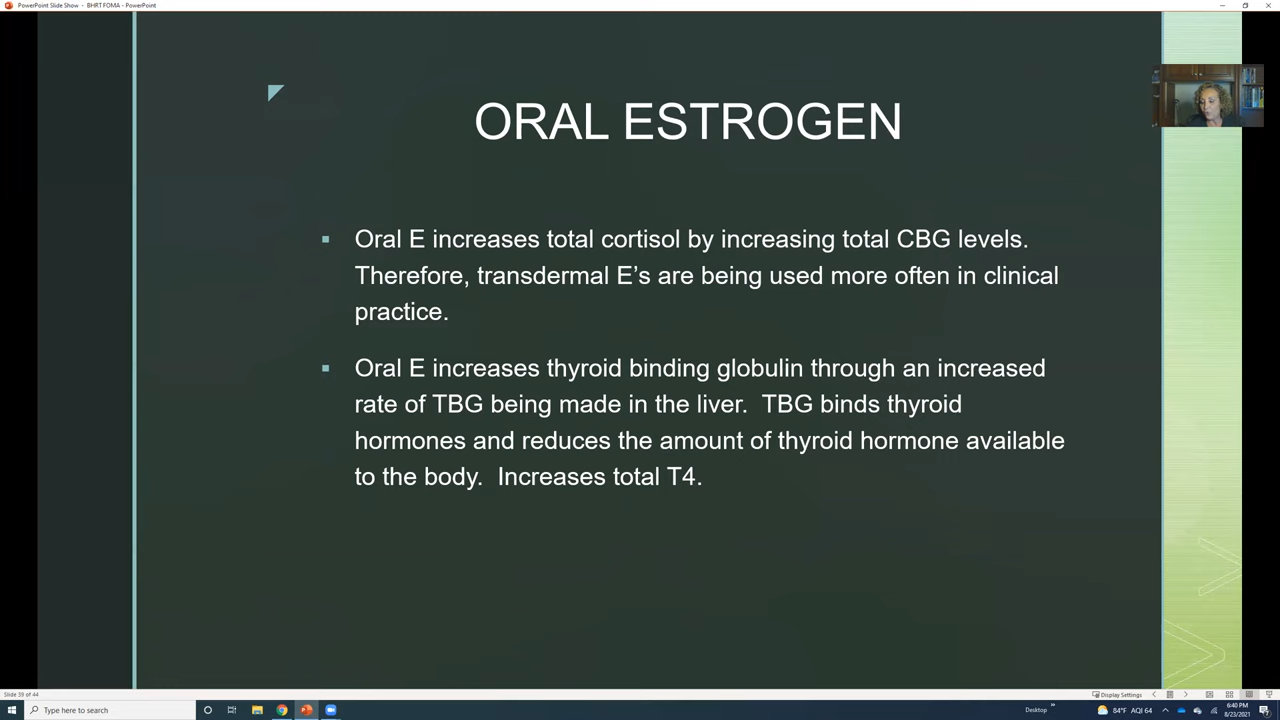 PowerPoint Slide Show - BHRT FOMA - PowerPoint
ORAL ESTROGEN
Oral E increases total cortisol by increasing total CBG levels.
Therefore, transdermal E’s are being used more often in clinical
practice.
Oral E increases thyroid binding globulin through an increased
rate of TBG being made in the liver.  TBG binds thyroid
hormones and reduces the amount of thyroid hormone available
to the body.  Increases total T4.
Slide 39 of 44
Display Settings
Type here to search
Desktop
84°F AQI 64
6:40 PM
8/23/2021